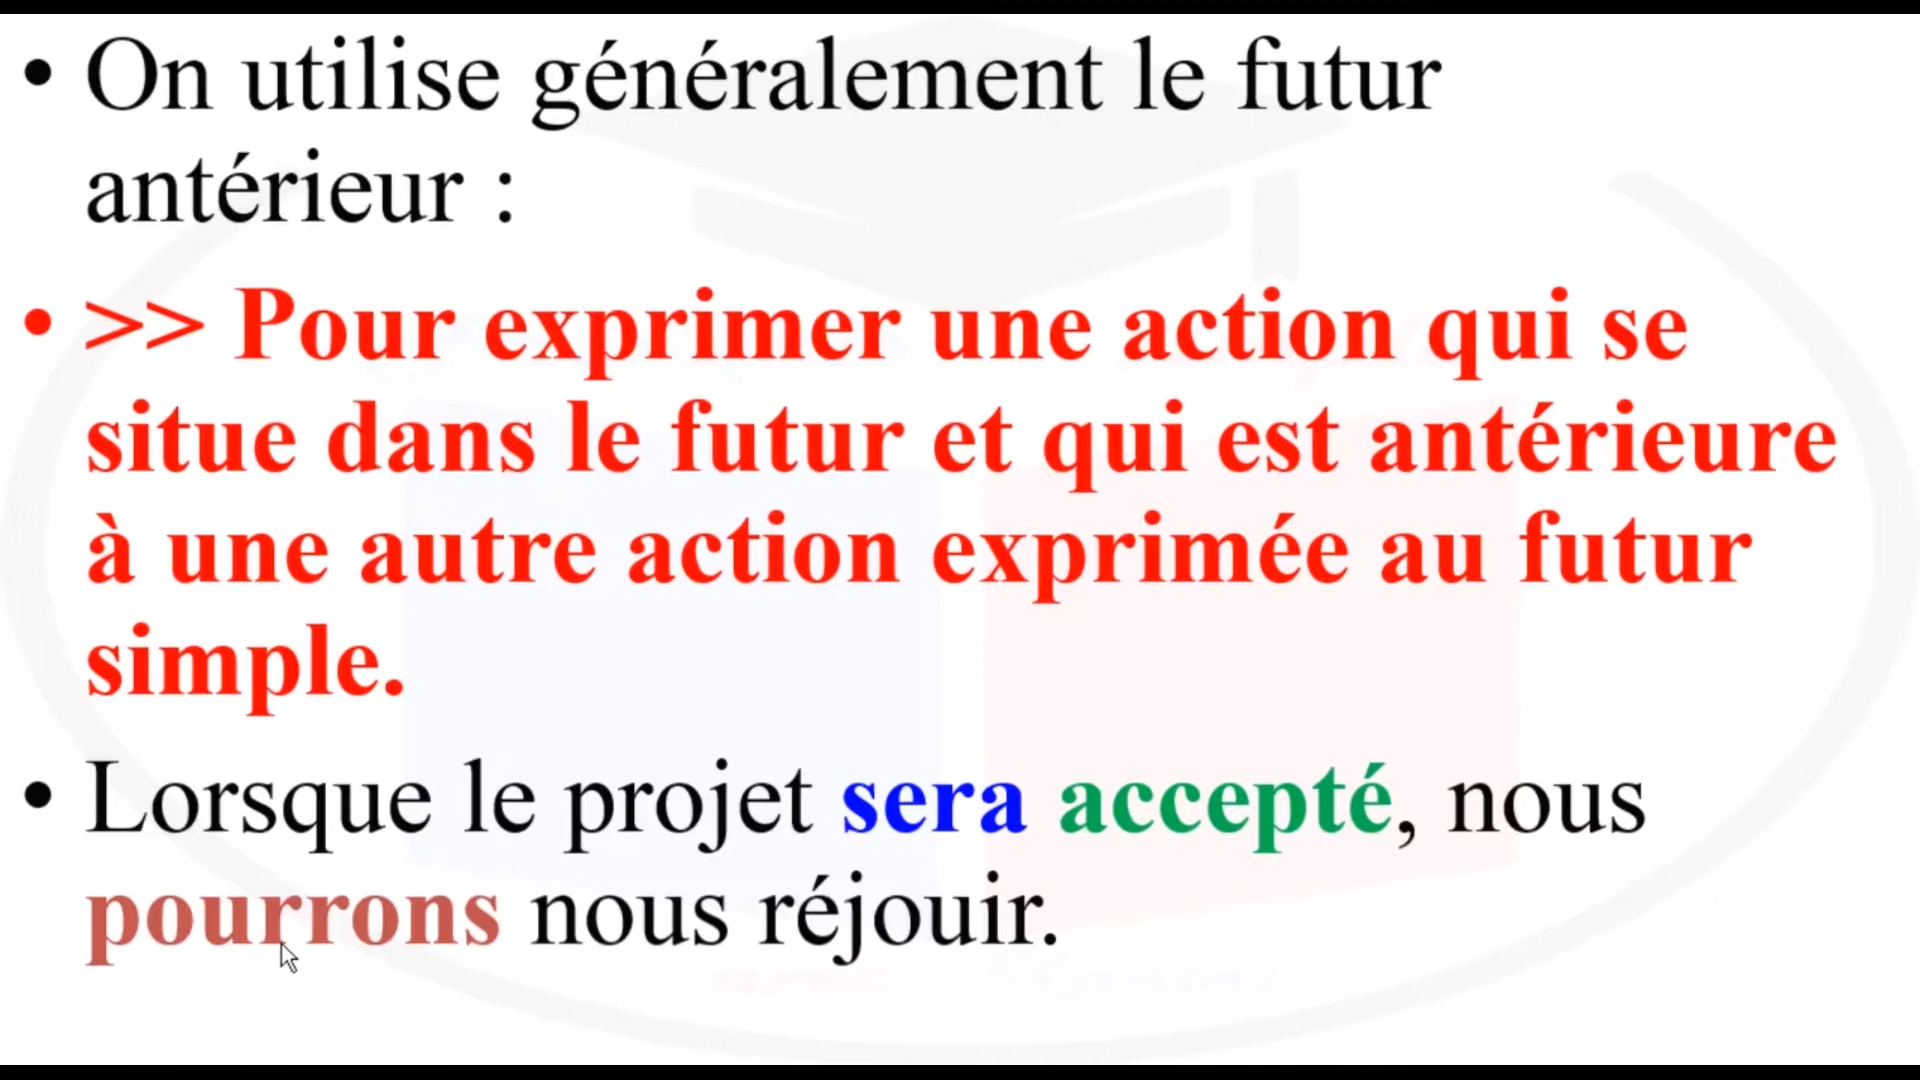 • On utilise généralement le futur
antérieur :
• >> Pour exprimer une action qui se
situe dans le futur et qui est antérieure
à une autre action exprimée au futur
simple.
• Lorsque le projet sera accepté, nous
pourrons nous réjouir.